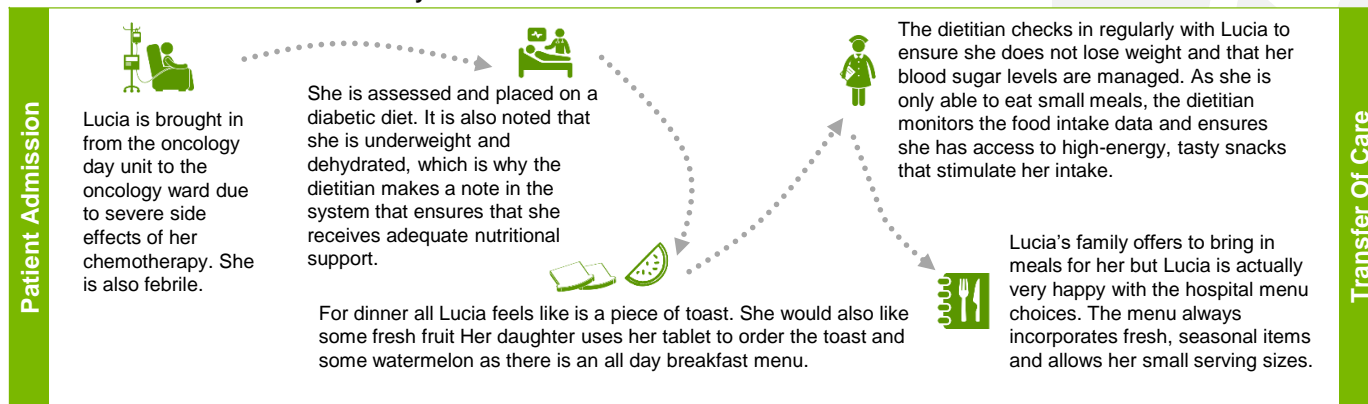 Patient Admission
Lucia is brought in
from the oncology
day unit to the
oncology ward due
to severe side
effects of her
chemotherapy. She
is also febrile.
She is assessed and placed on a
diabetic diet. It is also noted that
she is underweight and
dehydrated, which is why the
dietitian makes a note in the
system that ensures that she
receives adequate nutritional
support.
For dinner all Lucia feels like is a piece of toast. She would also like
some fresh fruit Her daughter uses her tablet to order the toast and
some watermelon as there is an all day breakfast menu.
The dietitian checks in regularly with Lucia to
ensure she does not lose weight and that her
blood sugar levels are managed. As she is
only able to eat small meals, the dietitian
monitors the food intake data and ensures
she has access to high-energy, tasty snacks
that stimulate her intake.
Lucia’s family offers to bring in
meals for her but Lucia is actually
very happy with the hospital menu
choices. The menu always
incorporates fresh, seasonal items
and allows her small serving sizes.
Transfer Of Care